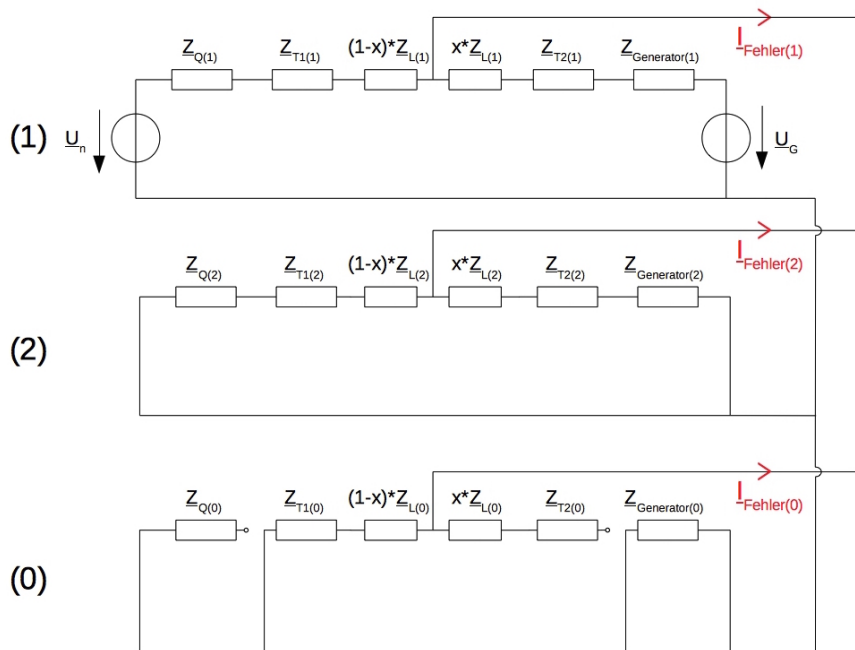 Z_Q(1) Z_T1(1) (1-x)*Z_L(1) x*Z_L(1) Z_T2(1) Z_Generator(1) I_Fehler(1)
(1) U_n U_G
Z_Q(2) Z_T1(2) (1-x)*Z_L(2) x*Z_L(2) Z_T2(2) Z_Generator(2) I_Fehler(2)
(2)
Z_Q(0) Z_T1(0) (1-x)*Z_L(0) x*Z_L(0) Z_T2(0) Z_Generator(0) I_Fehler(0)
(0)